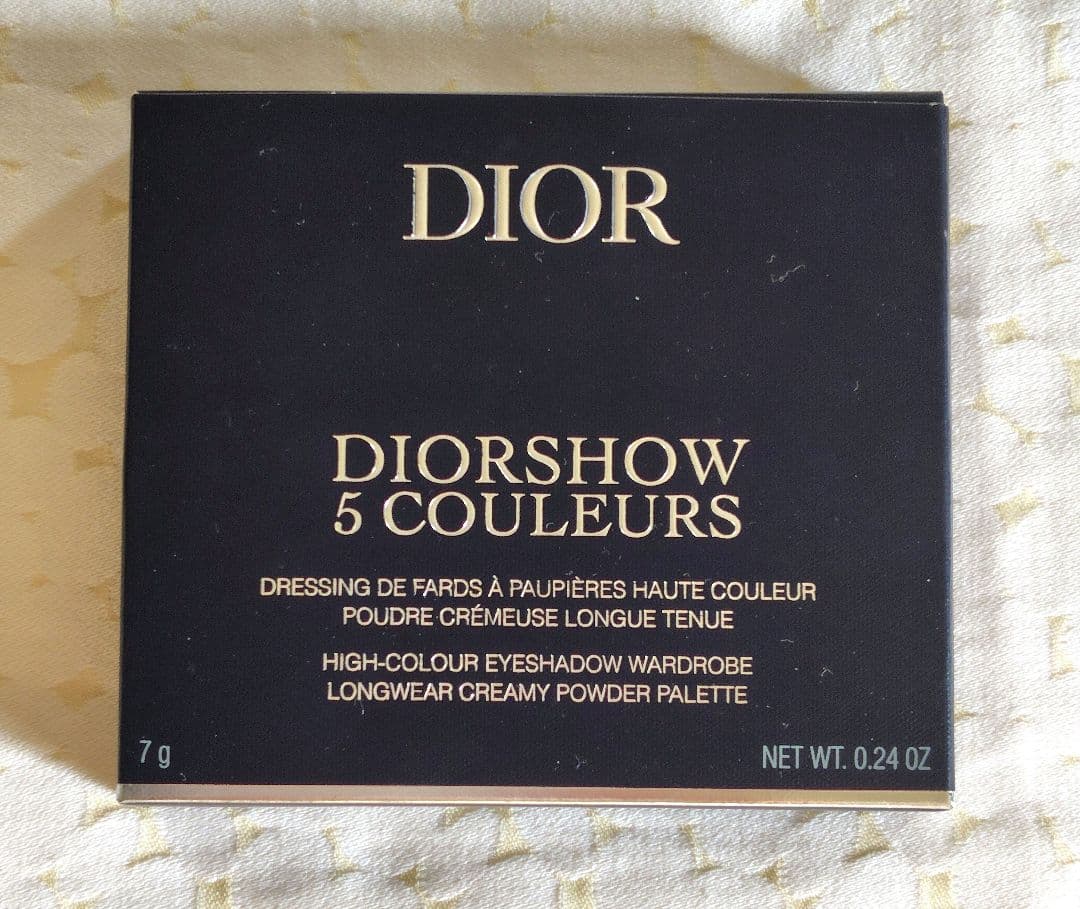 DIOR
DIORSHOW
5 COULEURS
DRESSING DE FARDS À PAUPIÈRES HAUTE COULEUR
POUDRE CRÉMEUSE LONGUE TENUE
HIGH-COLOUR EYESHADOW WARDROBE
LONGWEAR CREAMY POWDER PALETTE
7 g
NET WT. 0.24 OZ